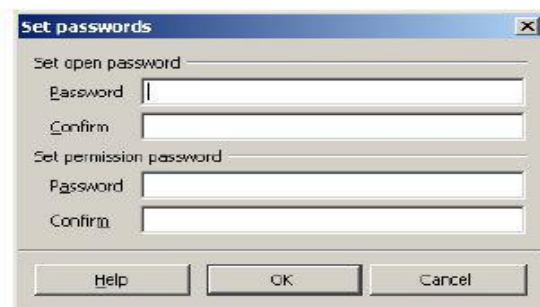 Set passwords
Set open password
Password
Confirm
Set permission password
Password
Confirm
Help OK Cancel